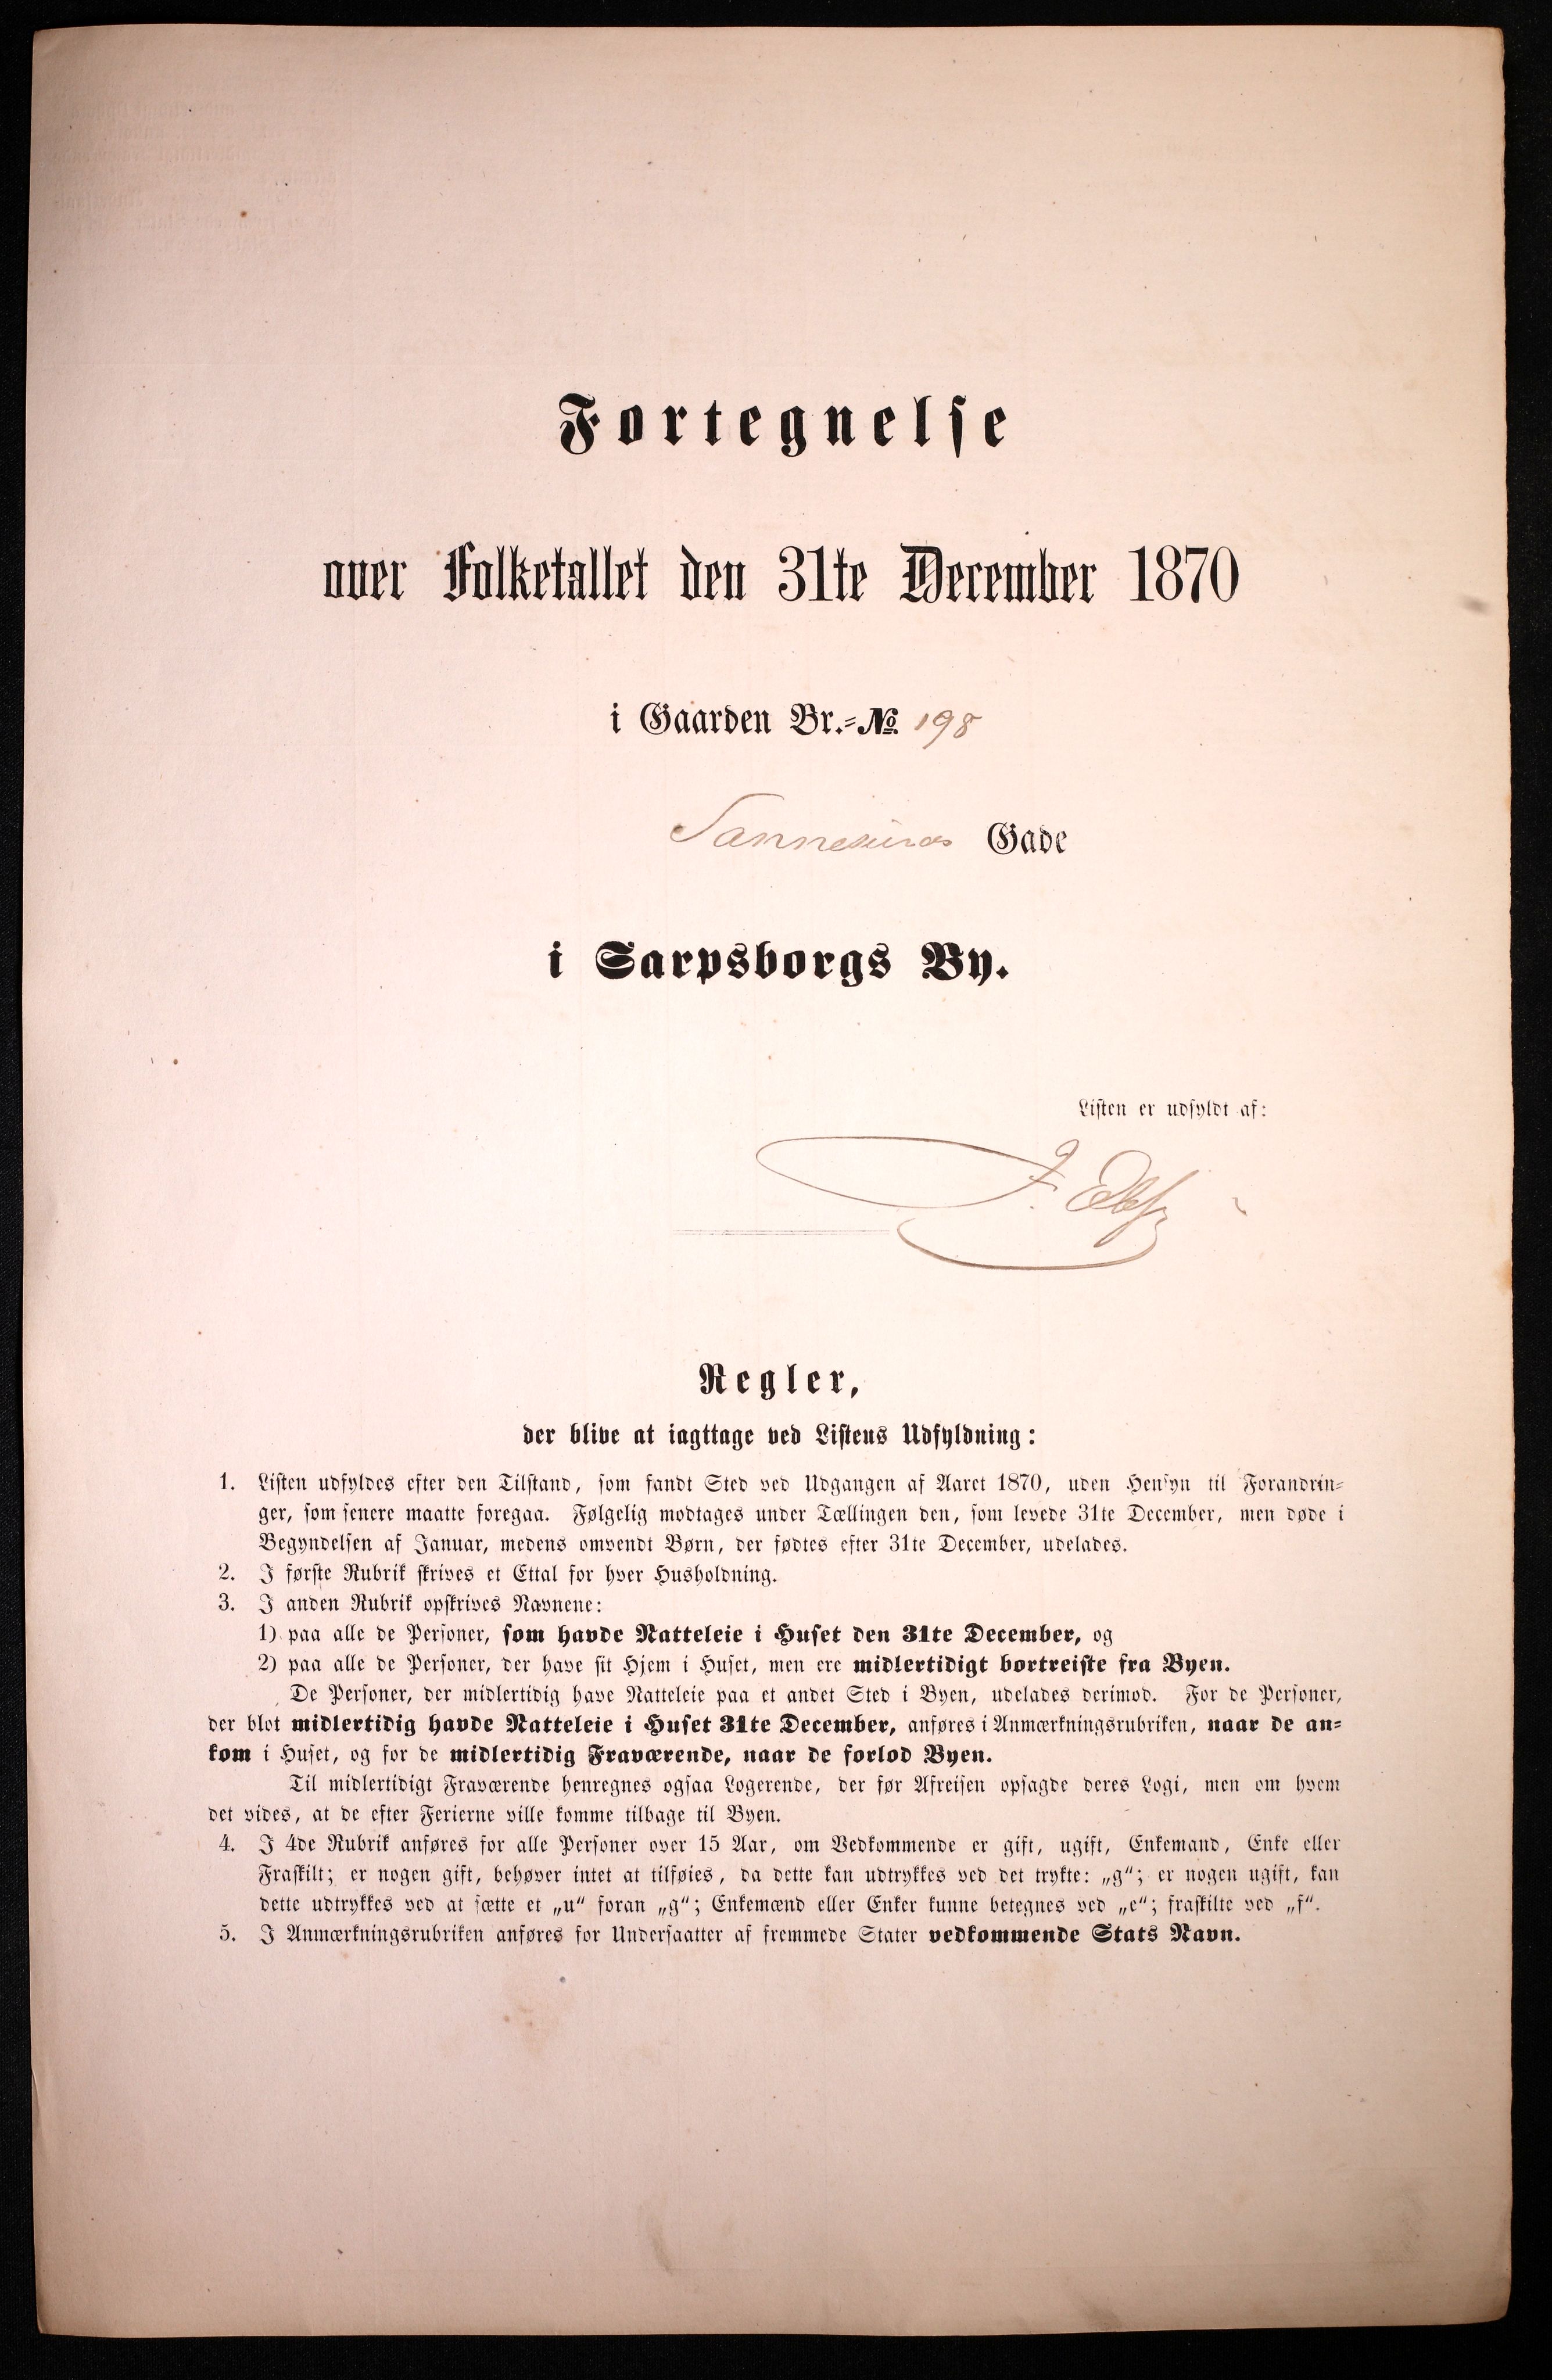 Fortegnelse
over Folketallet den 31te December 1870
i Gaarden Br.=No. 198
Gade
i Sarpsborgs By.
Listen er udfyldt af:
F.
Regler,
der blive at iagttage ved Listens Udfyldning:
1. Listen udfyldes efter den Tilstand, som fandt Sted ved Udgangen af Aaret 1870, uden Hensyn til Forandrin=
ger, som senere maatte foregaa. Følgelig modtages under Tællingen den, som levede 31te December, men døde i
Begyndelsen af Januar, medens omvendt Børn, der fødtes efter 31te December, udelades.
2. I første Rubrik skrives et Ettal for hver Husholdning.
3. I anden Rubrik opskrives Navnene:
1) paa alle de Personer, som havde Natteleie i Huset den 31te December, og
2) paa alle de Personer, der have sit Hjem i Huset, men ere midlertidigt bortreiste fra Byen.
De Personer, der midlertidig have Natteleie paa et andet Sted i Byen, udelades derimod. For de Personer,
der blot midlertidig havde Natteleie i Huset 31te December, anføres i Anmærkningsrubriken, naar de an=
kom i Huset, og for de midlertidig Fraværende, naar de forlod Byen.
Til midlertidigt Fraværende henregnes ogsaa Logerende, der før Afreisen opsagde deres Logi, men om hvem
det vides, at de efter Ferierne ville komme tilbage til Byen.
4. I 4de Rubrik anføres for alle Personer over 15 Aar, om Vedkommende er gift, ugift, Enkemand, Enke eller
Fraskilt; er nogen gift, behøver intet at tilføies, da dette kan udtrykkes ved det trykte: „g“; er nogen ugift, kan
dette udtrykkes ved at sætte et „u“ foran „g“; Enkemænd eller Enker kunne betegnes ved „e“; fraskilte ved „f“.
5. I Anmærkningsrubriken anføres for Undersaatter af fremmede Stater vedkommende Stats Navn.